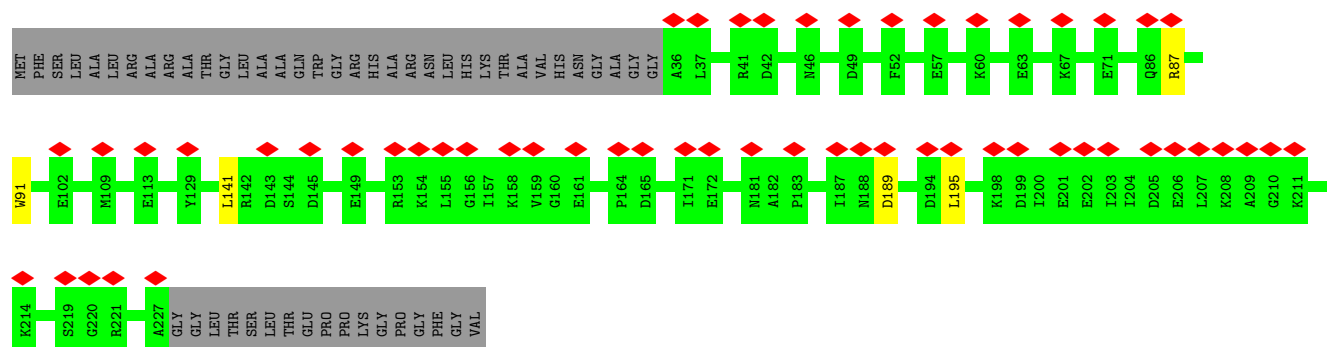 MET PHE SER LEU ALA LEU ARG ALA ARG ALA THR GLY LEU ALA ALA GLN TRP GLY ARG HIS ALA ARG ASN LEU HIS LYS THR ALA VAL HIS ASN GLY ALA GLY GLY A36 L37 R41 D42 N46 D49 F52 E57 K60 E63 K67 E71 Q86 R87
W91 E102 M109 E113 Y129 L141 R142 D143 S144 D145 E149 R153 K154 L155 G156 I157 K158 V159 G160 E161 P164 D165 I171 E172 N181 A182 P183 I187 N188 D189 D194 L195 K198 D199 I200 E201 E202 I203 I204 D205 E206 L207 K208 A209 G210 K211
K214 S219 G220 R221 A227 GLY GLY LEU THR SER LEU THR GLU PRO PRO LYS GLY PRO GLY PHE GLY VAL